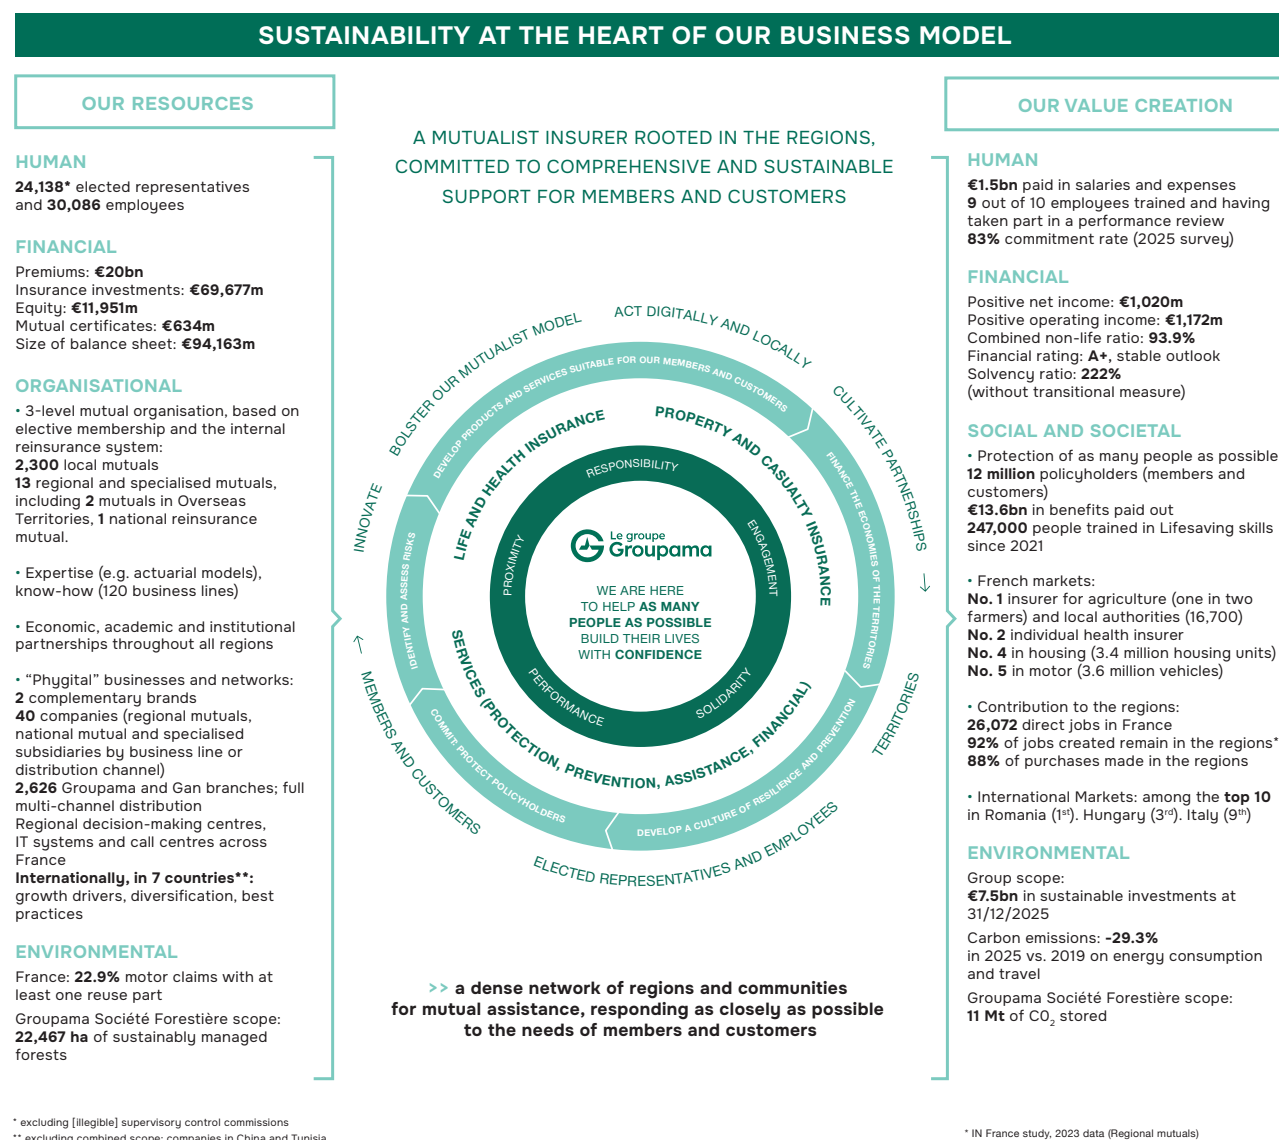 SUSTAINABILITY AT THE HEART OF OUR BUSINESS MODEL
OUR RESOURCES
HUMAN
24,138* elected representatives
and 30,086 employees
FINANCIAL
Premiums: €20bn
Insurance investments: €69,677m
Equity: €11,951m
Mutual certificates: €634m
Size of balance sheet: €94,163m
ORGANISATIONAL
• 3-level mutual organisation, based on
elective membership and the internal
reinsurance system:
2,300 local mutuals
13 regional and specialised mutuals,
including 2 mutuals in Overseas
Territories, 1 national reinsurance
mutual.
• Expertise (e.g. actuarial models),
know-how (120 business lines)
• Economic, academic and institutional
partnerships throughout all regions
• “Phygital” businesses and networks:
2 complementary brands
40 companies (regional mutuals,
national mutual and specialised
subsidiaries by business line or
distribution channel)
2,626 Groupama and Gan branches; full
multi-channel distribution
Regional decision-making centres,
IT systems and call centres across
France
Internationally, in 7 countries**:
growth drivers, diversification, best
practices
ENVIRONMENTAL
France: 22.9% motor claims with at
least one reuse part
Groupama Société Forestière scope:
22,467 ha of sustainably managed
forests
* excluding [illegible] supervisory control commissions
** excluding combined scope: companies in China and Tunisia
A MUTUALIST INSURER ROOTED IN THE REGIONS,
COMMITTED TO COMPREHENSIVE AND SUSTAINABLE
SUPPORT FOR MEMBERS AND CUSTOMERS
INNOVATE
BOLSTER OUR MUTUALIST MODEL
ACT DIGITALLY AND LOCALLY
CULTIVATE PARTNERSHIPS →
TERRITORIES
ELECTED REPRESENTATIVES AND EMPLOYEES
MEMBERS AND CUSTOMERS →
IDENTIFY AND ASSESS RISKS
DEVELOP PRODUCTS AND SERVICES SUITABLE FOR OUR MEMBERS AND CUSTOMERS
FINANCE THE ECONOMIES OF THE TERRITORIES
DEVELOP A CULTURE OF RESILIENCE AND PREVENTION
COMMIT: PROTECT POLICYHOLDERS
LIFE AND HEALTH INSURANCE
PROPERTY AND CASUALTY INSURANCE
SERVICES (PROTECTION, PREVENTION, ASSISTANCE, FINANCIAL)
RESPONSIBILITY
ENGAGEMENT
SOLIDARITY
PERFORMANCE
PROXIMITY
Le groupe
Groupama
WE ARE HERE
TO HELP AS MANY
PEOPLE AS POSSIBLE
BUILD THEIR LIVES
WITH CONFIDENCE
>> a dense network of regions and communities
for mutual assistance, responding as closely as possible
to the needs of members and customers
OUR VALUE CREATION
HUMAN
€1.5bn paid in salaries and expenses
9 out of 10 employees trained and having
taken part in a performance review
83% commitment rate (2025 survey)
FINANCIAL
Positive net income: €1,020m
Positive operating income: €1,172m
Combined non-life ratio: 93.9%
Financial rating: A+, stable outlook
Solvency ratio: 222%
(without transitional measure)
SOCIAL AND SOCIETAL
• Protection of as many people as possible
12 million policyholders (members and
customers)
€13.6bn in benefits paid out
247,000 people trained in Lifesaving skills
since 2021
• French markets:
No. 1 insurer for agriculture (one in two
farmers) and local authorities (16,700)
No. 2 individual health insurer
No. 4 in housing (3.4 million housing units)
No. 5 in motor (3.6 million vehicles)
• Contribution to the regions:
26,072 direct jobs in France
92% of jobs created remain in the regions*
88% of purchases made in the regions
• International Markets: among the top 10
in Romania (1st). Hungary (3rd). Italy (9th)
ENVIRONMENTAL
Group scope:
€7.5bn in sustainable investments at
31/12/2025
Carbon emissions: -29.3%
in 2025 vs. 2019 on energy consumption
and travel
Groupama Société Forestière scope:
11 Mt of CO2 stored
* IN France study, 2023 data (Regional mutuals)